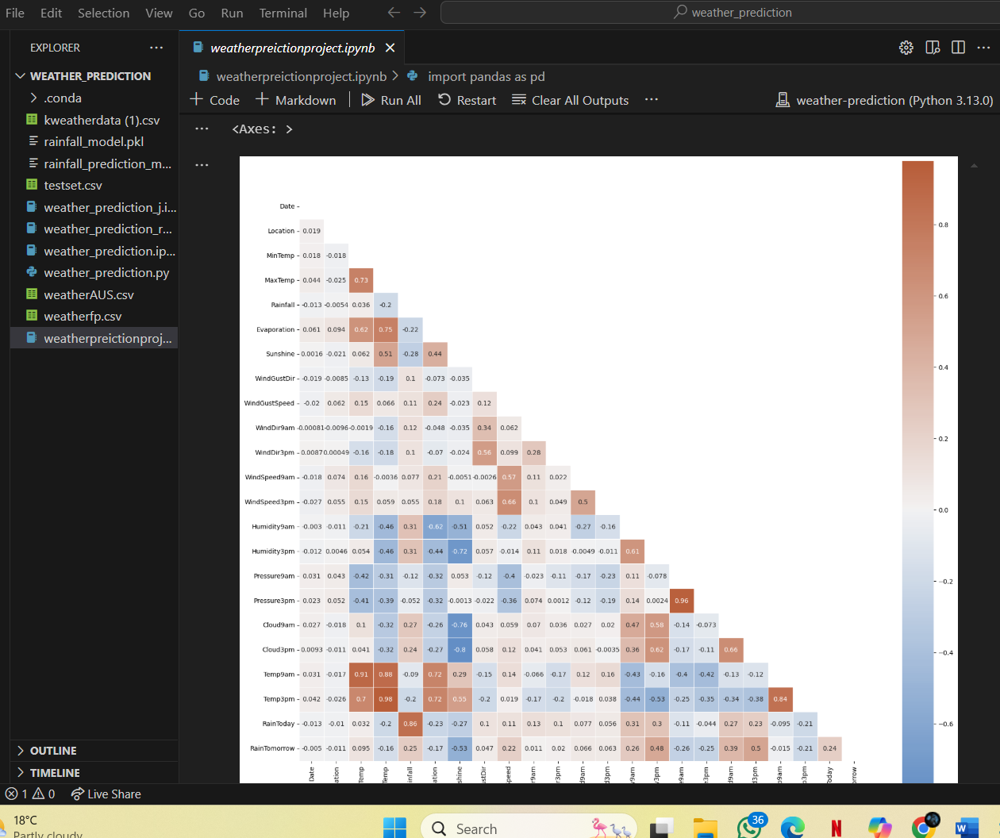 File Edit Selection View Go Run Terminal Help weather_prediction
EXPLORER
WEATHER_PREDICTION
.conda
kweatherdata (1).csv
rainfall_model.pkl
rainfall_prediction_m...
testset.csv
weather_prediction_j.i...
weather_prediction_r...
weather_prediction.ip...
weather_prediction.py
weatherAUS.csv
weatherfp.csv
weatherpreictionproj...
OUTLINE
TIMELINE
weatherpreictionproject.ipynb
weatherpreictionproject.ipynb > import pandas as pd
+ Code + Markdown Run All Restart Clear All Outputs ... weather-prediction (Python 3.13.0)
<Axes: >
Date
Location 0.019
MinTemp 0.018 -0.018
MaxTemp 0.044 -0.025 0.73
Rainfall -0.013 -0.0054 0.036 -0.2
Evaporation 0.061 0.094 0.62 0.75 -0.22
Sunshine 0.0016 -0.021 0.062 0.51 -0.28 0.44
WindGustDir -0.019 -0.0085 -0.13 -0.19 0.1 -0.073 -0.035
WindGustSpeed -0.02 0.062 0.15 0.066 0.11 0.24 -0.023 0.12
WindDir9am -0.00081 -0.0096 -0.0019 -0.16 0.12 -0.048 -0.035 0.34 0.062
WindDir3pm 0.0087 0.00049 -0.16 -0.18 0.1 -0.07 -0.024 0.56 0.099 0.28
WindSpeed9am -0.018 0.074 0.16 -0.0036 0.077 0.21 -0.0051 -0.0026 0.57 0.11 0.022
WindSpeed3pm -0.027 0.055 0.15 0.059 0.055 0.18 0.1 0.063 0.66 0.1 0.049 0.5
Humidity9am -0.003 -0.011 -0.21 -0.46 0.31 -0.62 -0.51 0.052 -0.22 0.043 0.041 -0.27 -0.16
Humidity3pm -0.012 0.0046 0.054 -0.46 0.31 -0.44 -0.72 0.057 -0.014 0.11 0.018 -0.0049 -0.011 0.61
Pressure9am 0.031 0.043 -0.42 -0.31 -0.12 -0.32 0.053 -0.12 -0.4 -0.023 -0.11 -0.17 -0.23 0.11 -0.078
Pressure3pm 0.023 0.052 -0.41 -0.39 -0.052 -0.32 -0.0013 -0.022 -0.36 0.074 0.0012 -0.12 -0.19 0.14 0.0024 0.96
Cloud9am 0.027 -0.018 0.1 -0.32 0.27 -0.26 -0.76 0.043 0.059 0.07 0.036 0.027 0.02 0.47 0.58 -0.14 -0.073
Cloud3pm 0.0093 -0.011 0.041 -0.32 0.24 -0.27 -0.8 0.058 0.12 0.041 0.053 0.061 -0.0035 0.36 0.62 -0.17 -0.11 0.66
Temp9am 0.031 -0.017 0.91 0.88 -0.09 0.72 0.29 -0.15 0.14 -0.066 -0.17 0.12 0.16 -0.43 -0.16 -0.4 -0.42 -0.13 -0.12
Temp3pm 0.042 -0.026 0.7 0.98 -0.2 0.72 0.55 -0.2 0.019 -0.17 -0.2 -0.018 0.038 -0.44 -0.53 -0.25 -0.35 -0.34 -0.38 0.84
RainToday -0.013 -0.01 0.032 -0.2 0.86 -0.23 -0.27 0.1 0.11 0.13 0.1 0.077 0.056 0.31 0.3 -0.11 -0.044 0.27 0.23 -0.095 -0.21
RainTomorrow -0.005 -0.011 0.095 -0.16 0.25 -0.17 -0.53 0.047 0.22 0.011 0.02 0.066 0.063 0.26 0.48 -0.26 -0.25 0.39 0.5 -0.015 -0.21 0.24
Date ation Temp Temp infall ation shine ustDir peed r9am r3pm d9am d3pm y9am y3pm e9am e3pm d9am d3pm p9am p3pm oday orrow
0.8
0.6
0.4
0.2
0.0
-0.2
-0.4
-0.6
1 0 Live Share
18°C
Partly cloudy
Search
36